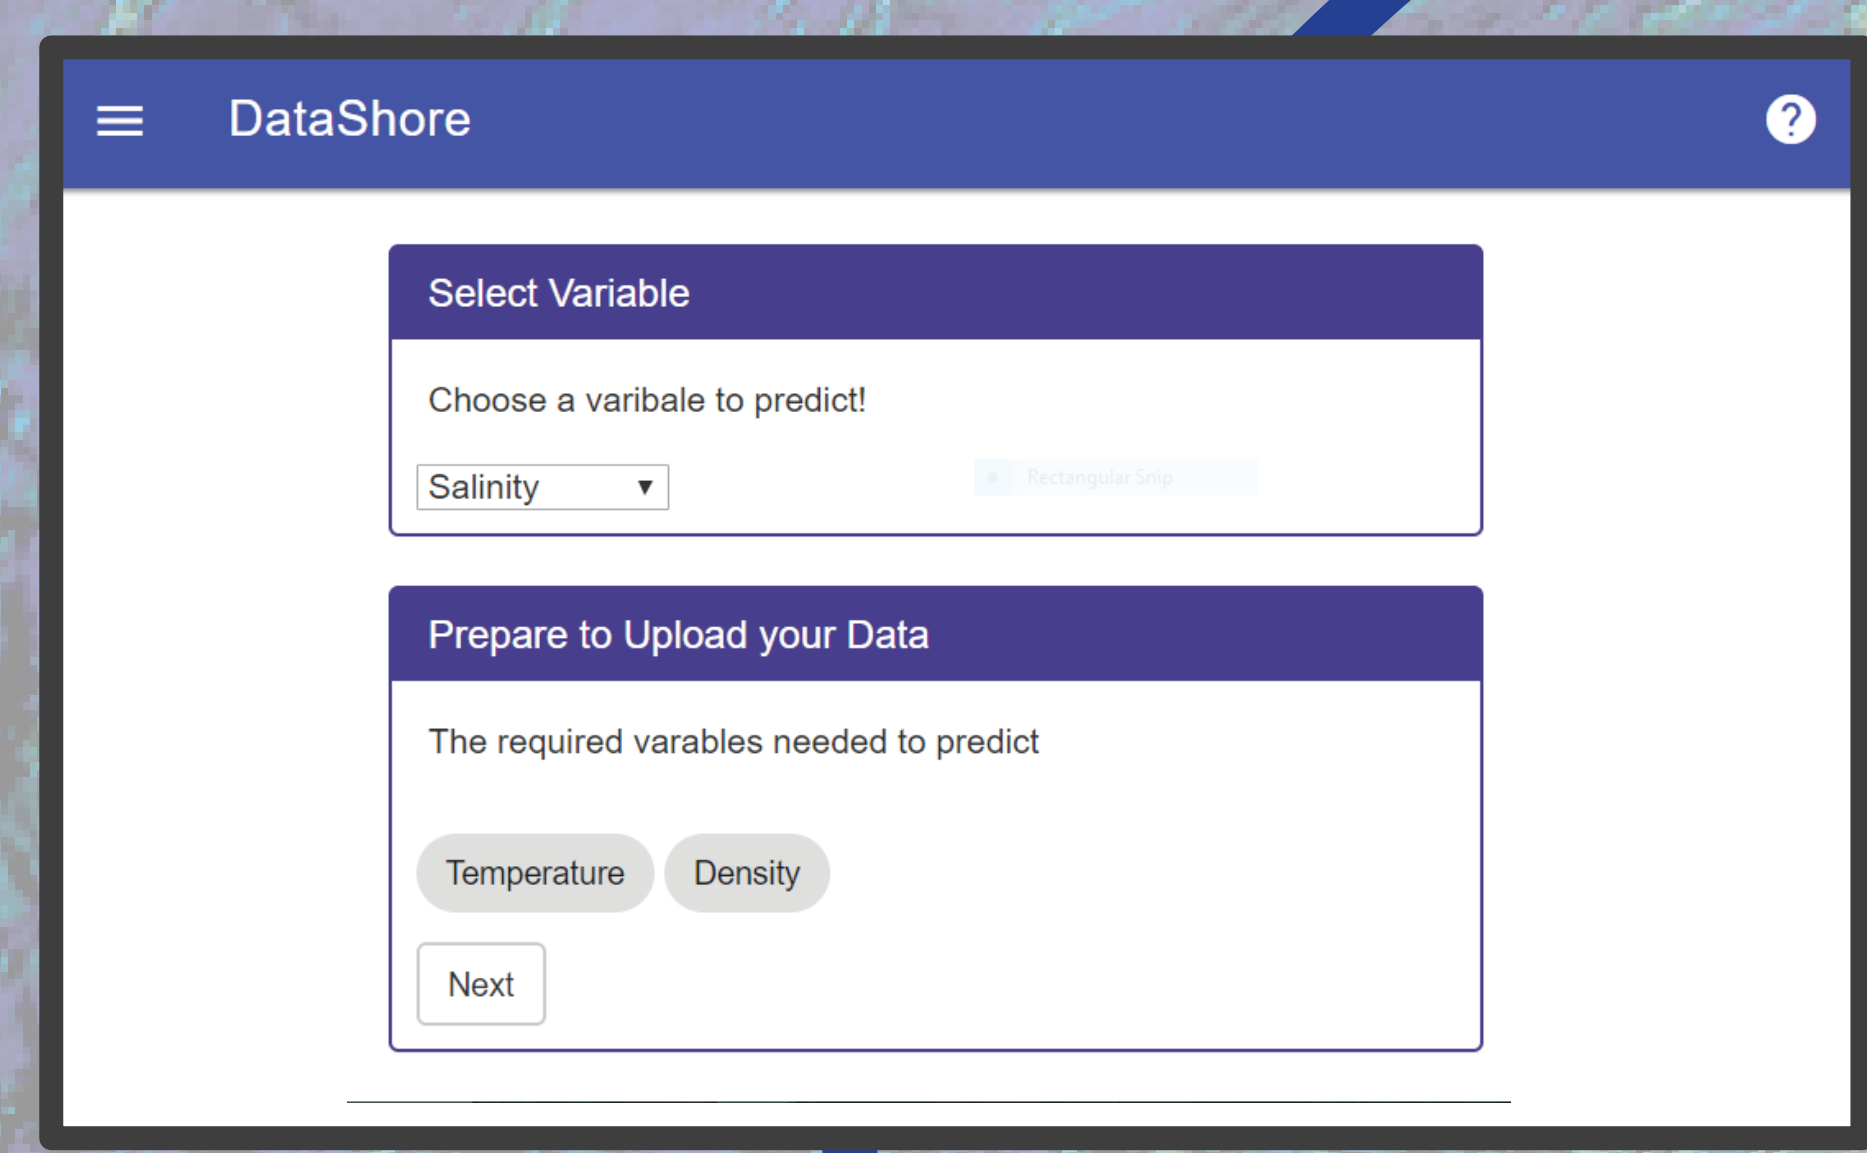 DataShore
?
Select Variable
Choose a varibale to predict!
Salinity
Rectangular Snip
Prepare to Upload your Data
The required varables needed to predict
Temperature Density
Next